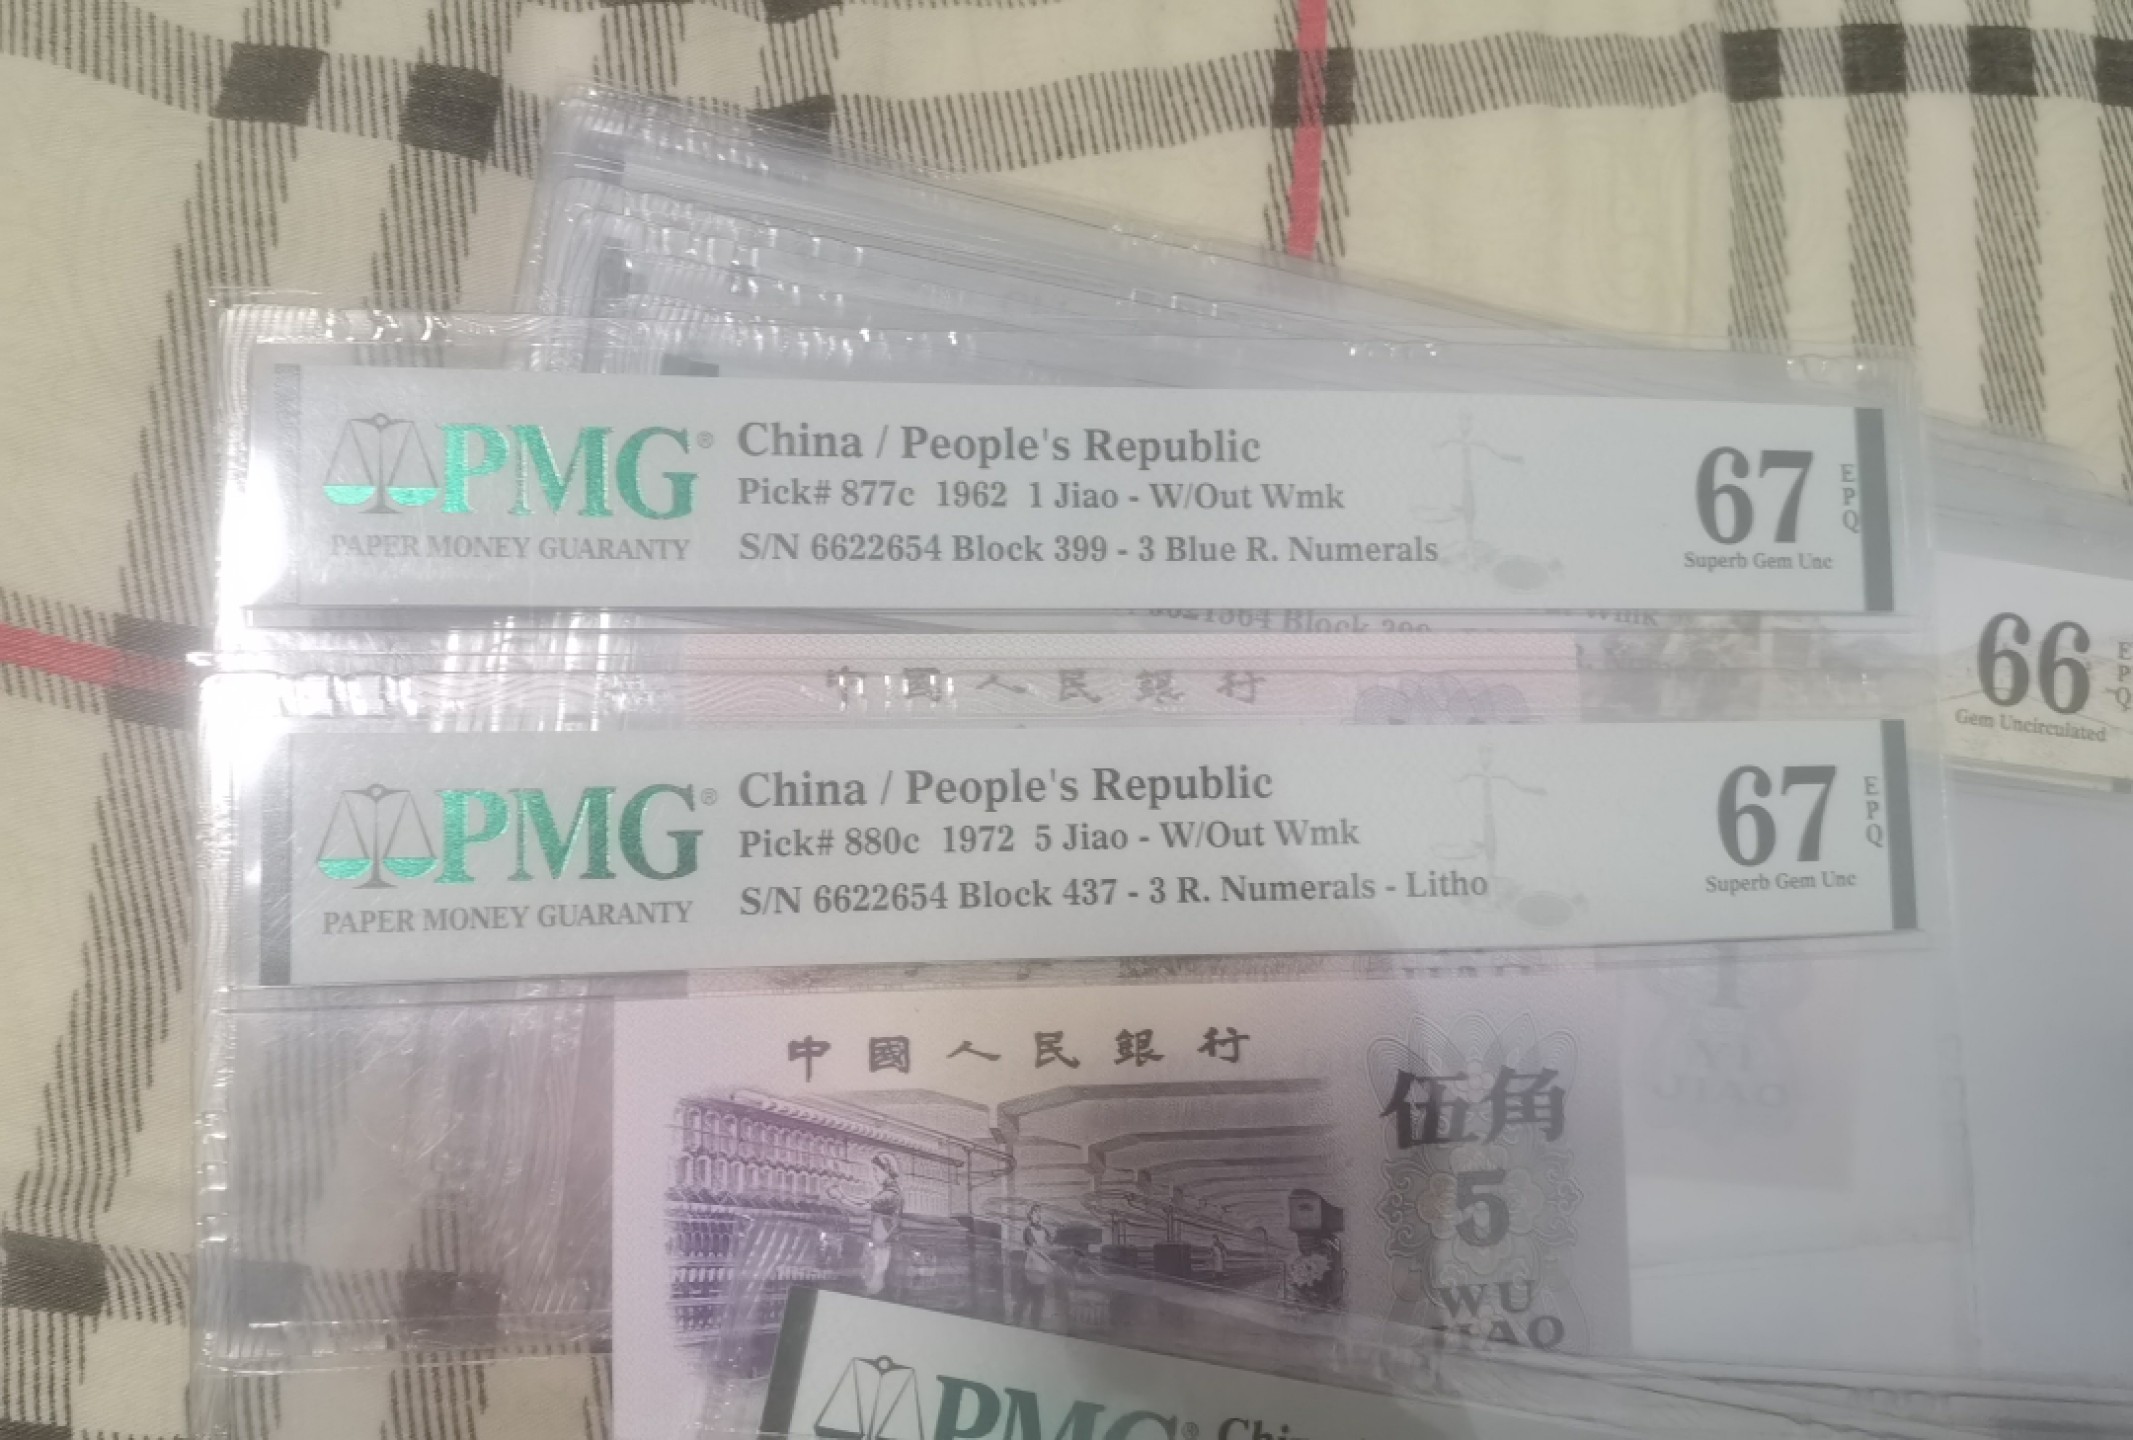 PMG®
PAPER MONEY GUARANTY
China / People's Republic
Pick# 877c 1962 1 Jiao - W/Out Wmk
S/N 6622654 Block 399 - 3 Blue R. Numerals
67
EPQ
Superb Gem Unc
Block
Wmk
66
EPQ
Gem Uncirculated
中國人民銀行
PMG®
PAPER MONEY GUARANTY
China / People's Republic
Pick# 880c 1972 5 Jiao - W/Out Wmk
S/N 6622654 Block 437 - 3 R. Numerals - Litho
67
EPQ
Superb Gem Unc
中國人民銀行
伍角
5
WU
JIAO
PMG®